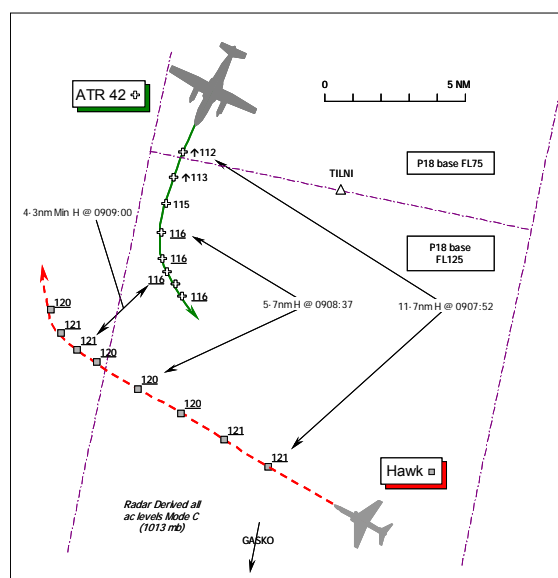 ATR 42
0 5 NM
↑112
TILNI
P18 base FL75
↑113
115
4·3nm Min H @ 0909:00
116
P18 base
FL125
116
116
116
120
5·7nm H @ 0908:37
11·7nm H @ 0907:52
121
121
120
120
120
121
121
Hawk
Radar Derived all
ac levels Mode C
(1013 mb)
GASKO